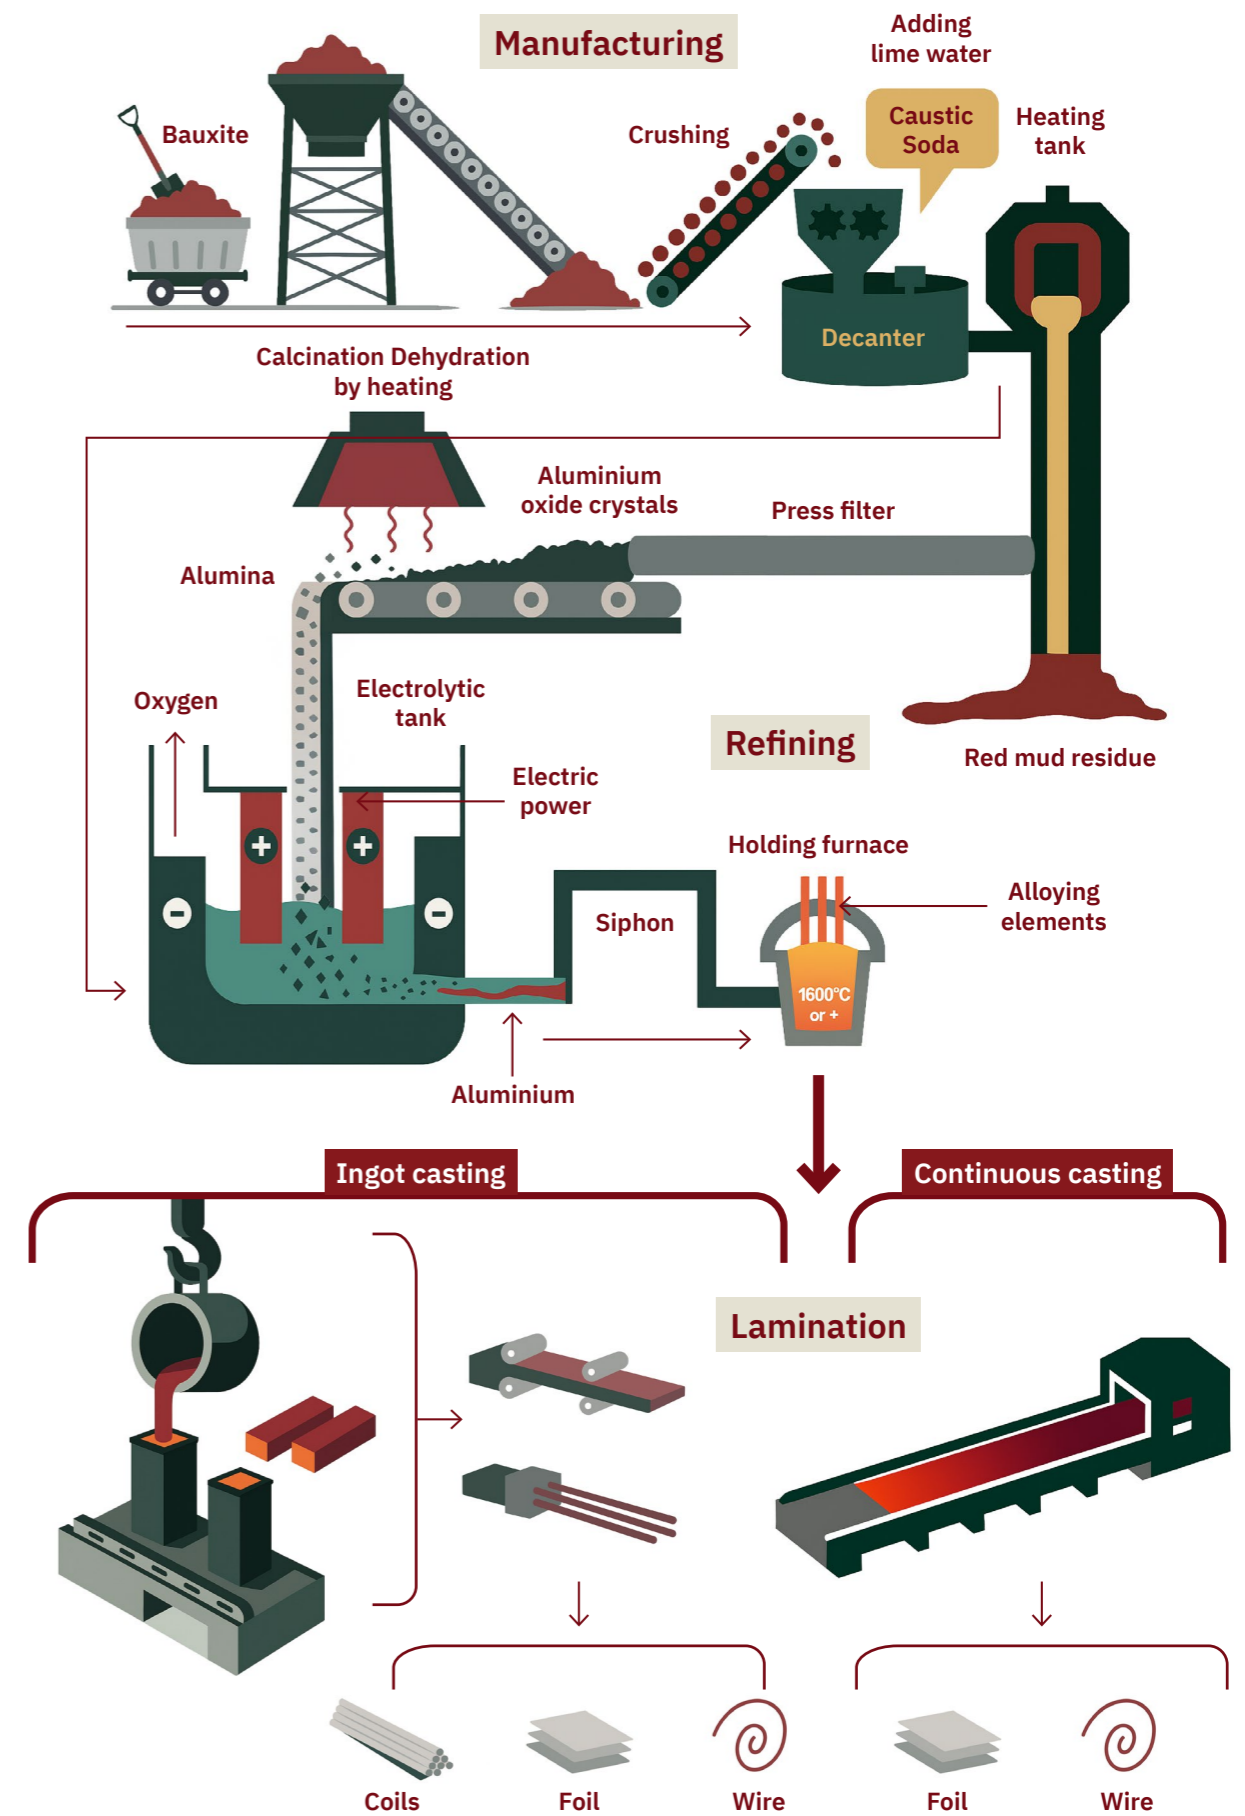 Manufacturing
Adding
lime water
Bauxite
Crushing
Caustic
Soda
Heating
tank
Decanter
Calcination Dehydration
by heating
Aluminium
oxide crystals
Press filter
Alumina
Oxygen
Electrolytic
tank
Refining
Red mud residue
Electric
power
+
+
-
-
Holding furnace
Alloying
elements
Siphon
1600°C
or +
Aluminium
Ingot casting
Continuous casting
Lamination
Coils
Foil
Wire
Foil
Wire